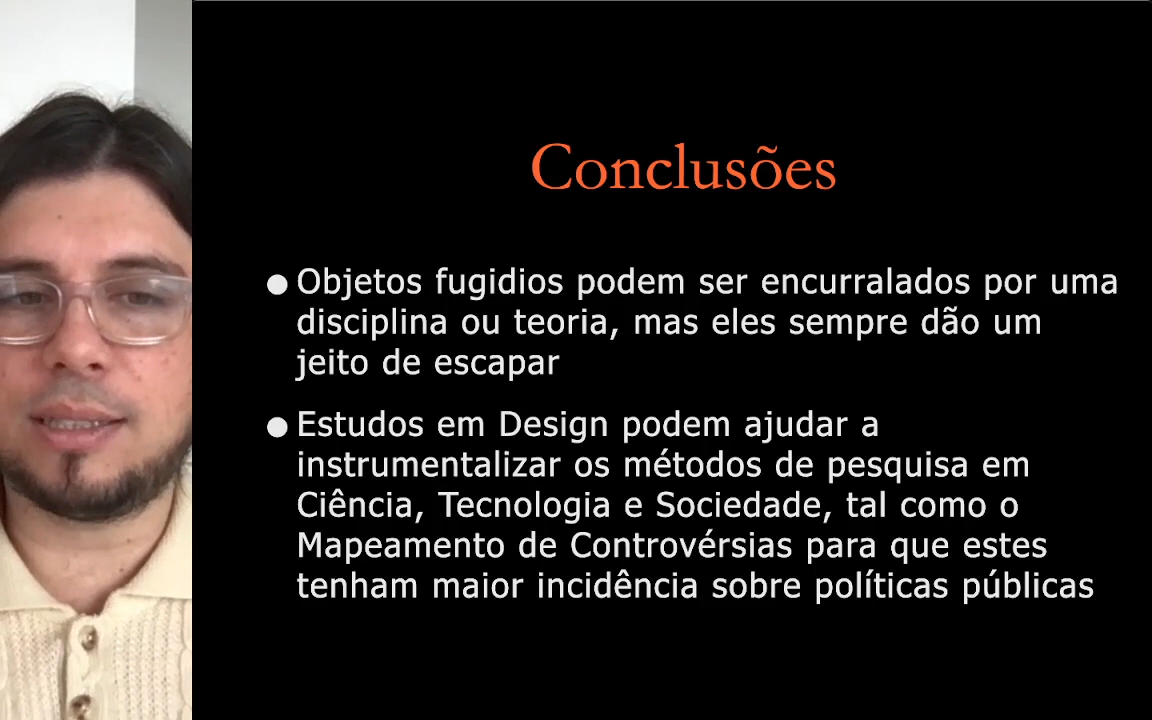 Conclusões
● Objetos fugidios podem ser encurralados por uma
disciplina ou teoria, mas eles sempre dão um
jeito de escapar
● Estudos em Design podem ajudar a
instrumentalizar os métodos de pesquisa em
Ciência, Tecnologia e Sociedade, tal como o
Mapeamento de Controvérsias para que estes
tenham maior incidência sobre políticas públicas